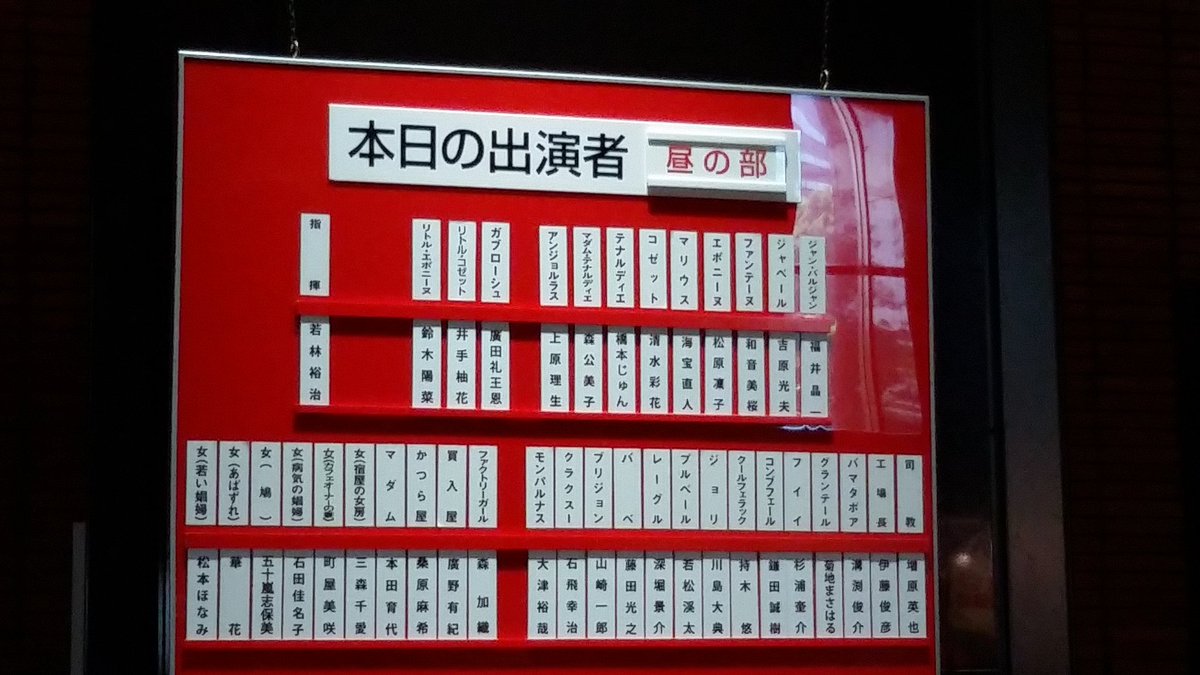 本日の出演者
昼の部
ジャン・バルジャン
福井晶一
ジャベール
吉原光夫
ファンテーヌ
和音美桜
エポニーヌ
松原凜子
マリウス
海宝直人
コゼット
清水彩花
テナルディエ
橋本じゅん
マダム・テナルディエ
森公美子
アンジョルラス
上原理生
ガブローシュ
廣田礼王恩
リトル・コゼット
井手柚花
リトル・エポニーヌ
鈴木陽菜
指揮
若林裕治
司教
増原英也
工場長
伊藤俊彦
バマタボア
溝渕俊介
グランテール
菊地まさはる
フイイ
杉浦奎介
コンブフェール
鎌田誠樹
クールフェラック
持木悠
ジョリ
川島大典
プルベール
若松渓太
レーグル
深堀景介
バベ
藤田光之
ブリジョン
山崎一郎
クラクスー
石飛幸治
モンパルナス
大津裕哉
ファクトリーガール
森加織
買入屋
廣野有紀
かつら屋
桑原麻希
マダム
本田育代
女(宿屋の女房)
三森千愛
女(カフェオーナーの妻)
町屋美咲
女(病気の娼婦)
石田佳名子
女(鳩)
五十嵐志保美
女(あばずれ)
華花
女(若い娼婦)
松本ほなみ